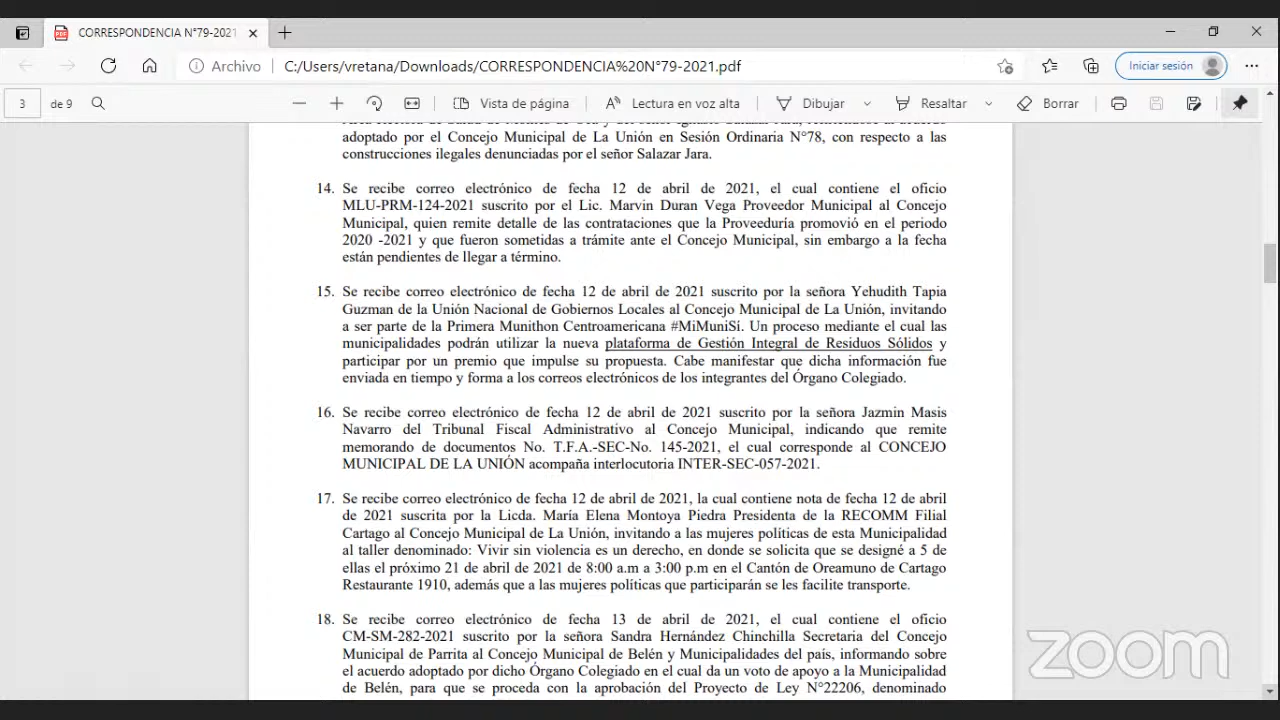 CORRESPONDENCIA N°79-2021
Archivo
C:/Users/vretana/Downloads/CORRESPONDENCIA%20N°79-2021.pdf
Iniciar sesión
3 de 9
Vista de página
Lectura en voz alta
Dibujar
Resaltar
Borrar
adoptado por el Concejo Municipal de La Unión en Sesión Ordinaria N°78, con respecto a las
construcciones ilegales denunciadas por el señor Salazar Jara.
14. Se recibe correo electrónico de fecha 12 de abril de 2021, el cual contiene el oficio
MLU-PRM-124-2021 suscrito por el Lic. Marvin Duran Vega Proveedor Municipal al Concejo
Municipal, quien remite detalle de las contrataciones que la Proveeduría promovió en el periodo
2020 -2021 y que fueron sometidas a trámite ante el Concejo Municipal, sin embargo a la fecha
están pendientes de llegar a término.
15. Se recibe correo electrónico de fecha 12 de abril de 2021 suscrito por la señora Yehudith Tapia
Guzman de la Unión Nacional de Gobiernos Locales al Concejo Municipal de La Unión, invitando
a ser parte de la Primera Munithon Centroamericana #MiMuniSí. Un proceso mediante el cual las
municipalidades podrán utilizar la nueva plataforma de Gestión Integral de Residuos Sólidos y
participar por un premio que impulse su propuesta. Cabe manifestar que dicha información fue
enviada en tiempo y forma a los correos electrónicos de los integrantes del Órgano Colegiado.
16. Se recibe correo electrónico de fecha 12 de abril de 2021 suscrito por la señora Jazmin Masis
Navarro del Tribunal Fiscal Administrativo al Concejo Municipal, indicando que remite
memorando de documentos No. T.F.A.-SEC-No. 145-2021, el cual corresponde al CONCEJO
MUNICIPAL DE LA UNIÓN acompaña interlocutoria INTER-SEC-057-2021.
17. Se recibe correo electrónico de fecha 12 de abril de 2021, la cual contiene nota de fecha 12 de abril
de 2021 suscrita por la Licda. María Elena Montoya Piedra Presidenta de la RECOMM Filial
Cartago al Concejo Municipal de La Unión, invitando a las mujeres políticas de esta Municipalidad
al taller denominado: Vivir sin violencia es un derecho, en donde se solicita que se designé a 5 de
ellas el próximo 21 de abril de 2021 de 8:00 a.m a 3:00 p.m en el Cantón de Oreamuno de Cartago
Restaurante 1910, además que a las mujeres políticas que participarán se les facilite transporte.
18. Se recibe correo electrónico de fecha 13 de abril de 2021, el cual contiene el oficio
CM-SM-282-2021 suscrito por la señora Sandra Hernández Chinchilla Secretaria del Concejo
Municipal de Parrita al Concejo Municipal de Belén y Municipalidades del país, informando sobre
el acuerdo adoptado por dicho Órgano Colegiado en el cual da un voto de apoyo a la Municipalidad
de Belén, para que se proceda con la aprobación del Proyecto de Ley N°22206, denominado
zoom